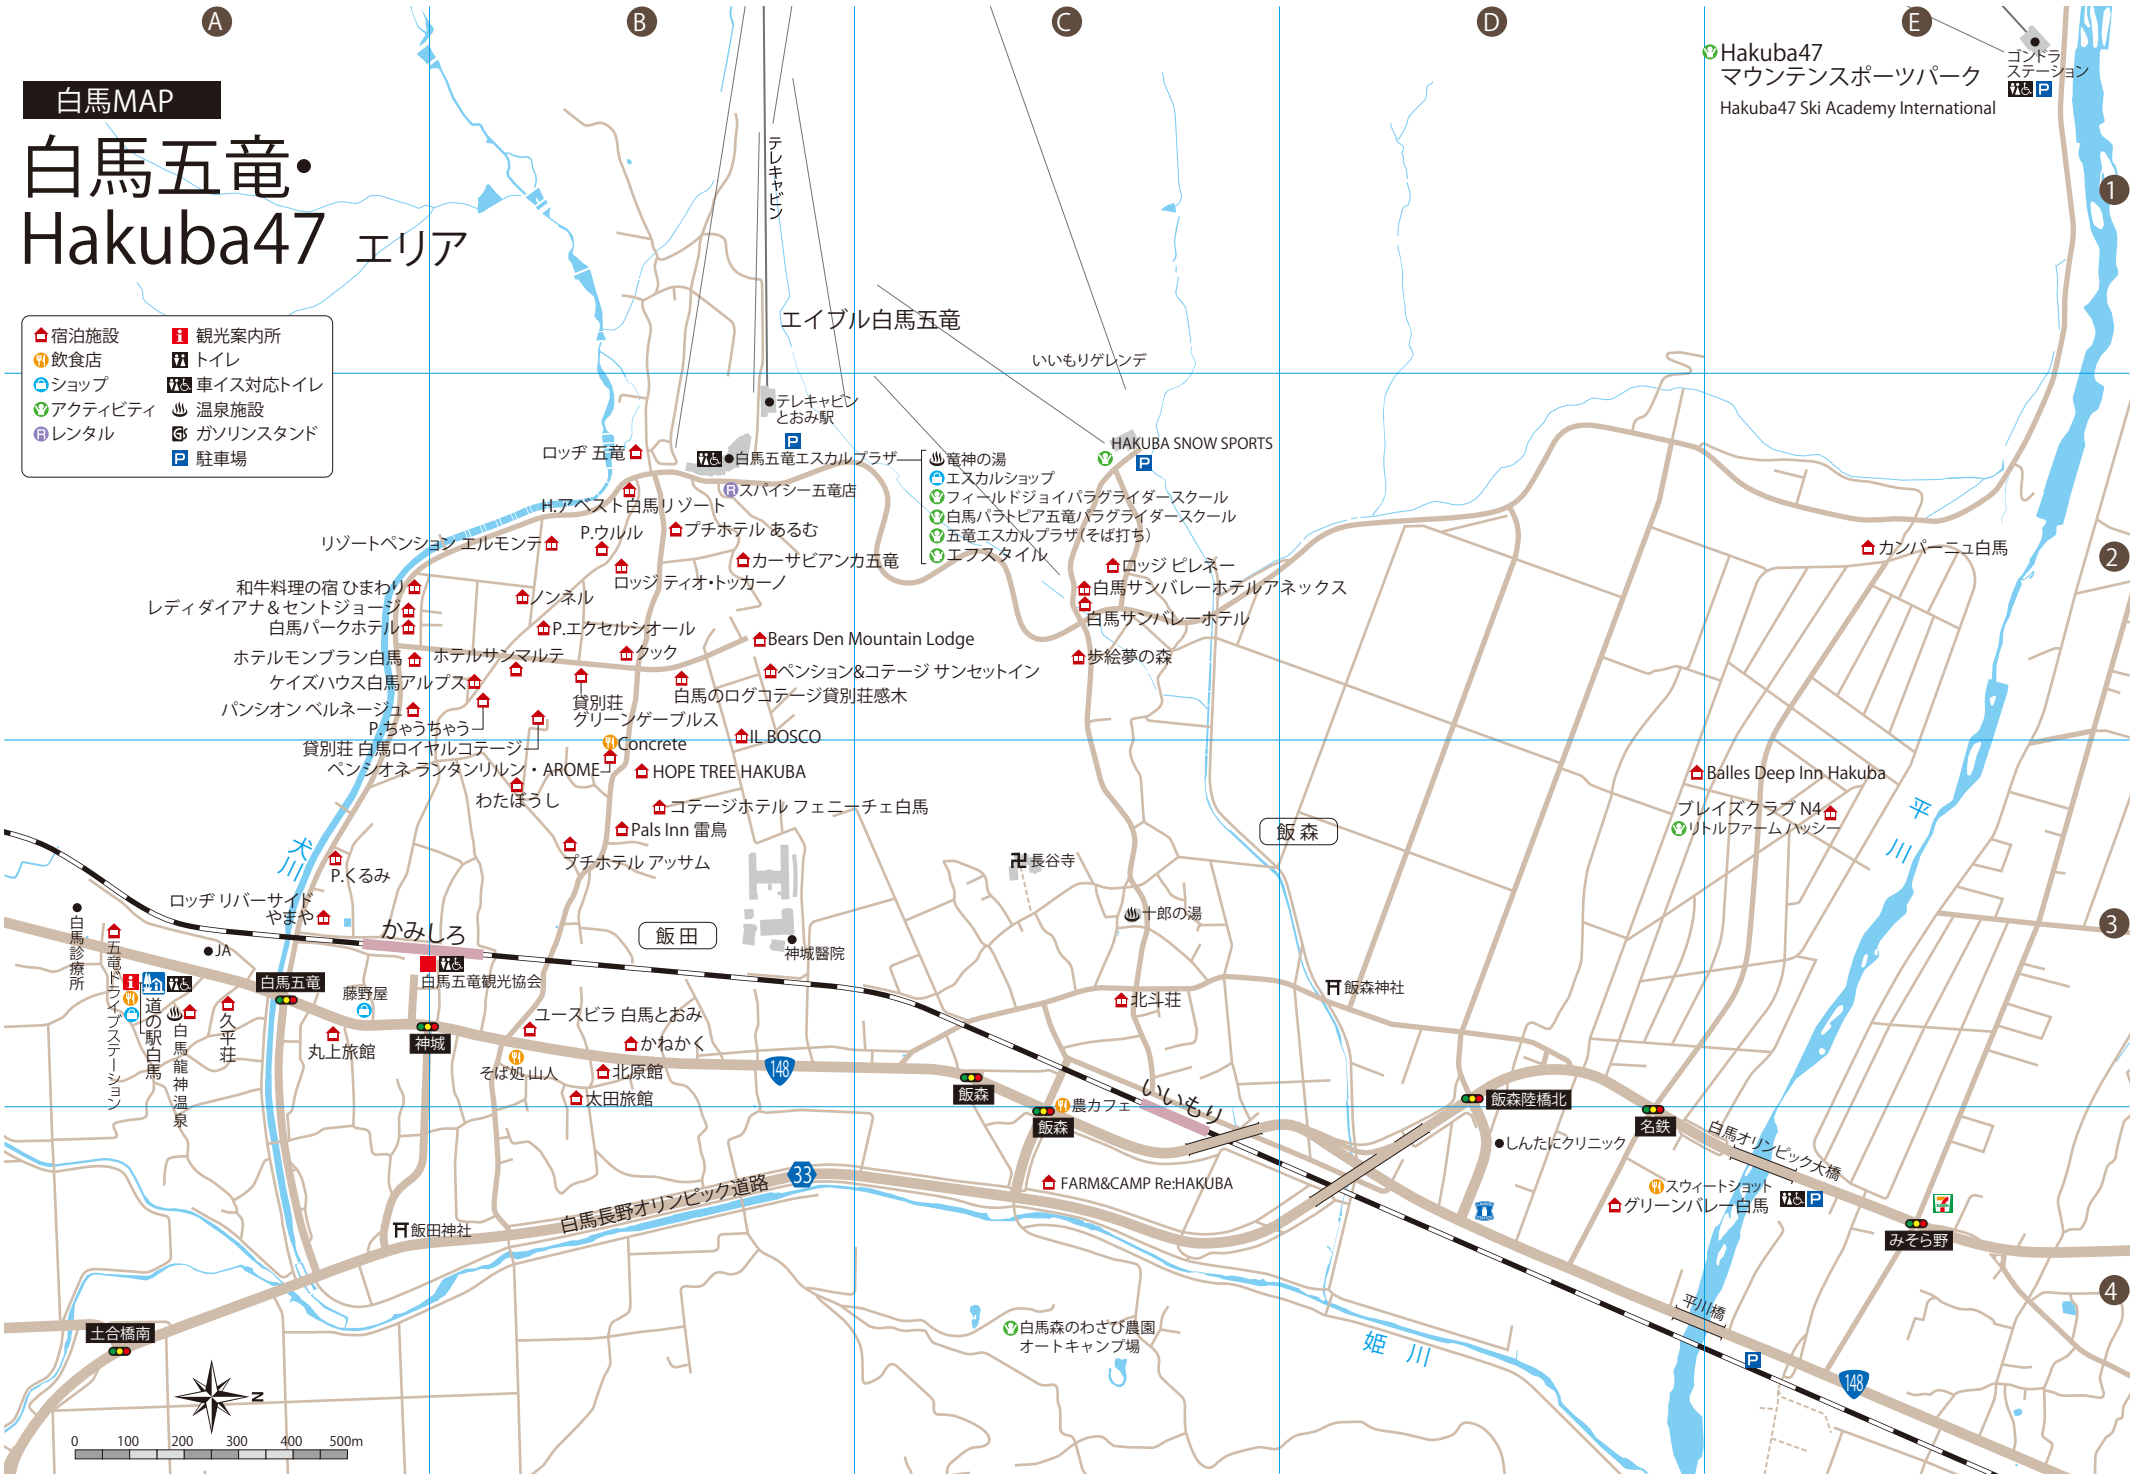 A
B
C
D
E
白馬MAP
白馬五竜・
Hakuba47 エリア
宿泊施設
飲食店
ショップ
アクティビティ
レンタル
観光案内所
トイレ
車イス対応トイレ
温泉施設
ガソリンスタンド
駐車場
Hakuba47
マウンテンスポーツパーク
Hakuba47 Ski Academy International
ゴンドラ
ステーション
P
1
テレキャビン
エイブル白馬五竜
いいもりゲレンデ
テレキャビン
とおみ駅
P
ロッヂ 五竜
白馬五竜エスカルプラザ
竜神の湯
エスカルショップ
フィールドジョイパラグライダースクール
白馬パラトピア五竜パラグライダースクール
五竜エスカルプラザ(そば打ち)
エフスタイル
HAKUBA SNOW SPORTS
P
スパイシー五竜店
H.アベスト白馬リゾート
P.ウルル
プチホテル あるむ
リゾートペンション エルモンテ
カーサビアンカ五竜
ロッジ ティオ・トッカーノ
ロッジ ピレネー
白馬サンバレーホテルアネックス
白馬サンバレーホテル
カンパーニュ白馬
2
和牛料理の宿 ひまわり
レディダイアナ＆セントジョージ
白馬パークホテル
ノンネル
P.エクセルシオール
ホテルモンブラン白馬
ホテルサンマルテ
クック
Bears Den Mountain Lodge
歩絵夢の森
ケイズハウス白馬アルプス
ペンション&コテージ サンセットイン
白馬のログコテージ貸別荘感木
パンシオン ベルネージュ
P.ちゃうちゃう
貸別荘
グリーンゲーブルス
貸別荘 白馬ロイヤルコテージ
Concrete
IL BOSCO
ペンシオネ ランタンリルン・AROME
HOPE TREE HAKUBA
わたぼうし
コテージホテル フェニーチェ白馬
Pals Inn 雷鳥
プチホテル アッサム
Balles Deep Inn Hakuba
ブレイズクラブ N4
リトルファーム ハッシー
平川
飯森
犬川
P.くるみ
長谷寺
ロッヂ リバーサイド
やまや
十郎の湯
かみしろ
飯田
神城醫院
3
白馬診療所
JA
五竜ドライブステーション
道の駅白馬
白馬龍神温泉
久平荘
白馬五竜
藤野屋
白馬五竜観光協会
丸上旅館
神城
ユースビラ 白馬とおみ
かねかく
そば処 山人
北原館
太田旅館
148
北斗荘
飯森神社
飯森
飯森
農カフェ
いいもり
飯森陸橋北
名鉄
白馬オリンピック大橋
しんたにクリニック
スウィートショット
グリーンバレー白馬
P
みそら野
33
白馬長野オリンピック道路
FARM&CAMP Re:HAKUBA
飯田神社
白馬森のわさび農園
オートキャンプ場
姫川
平川橋
P
148
4
土合橋南
N
0 100 200 300 400 500m